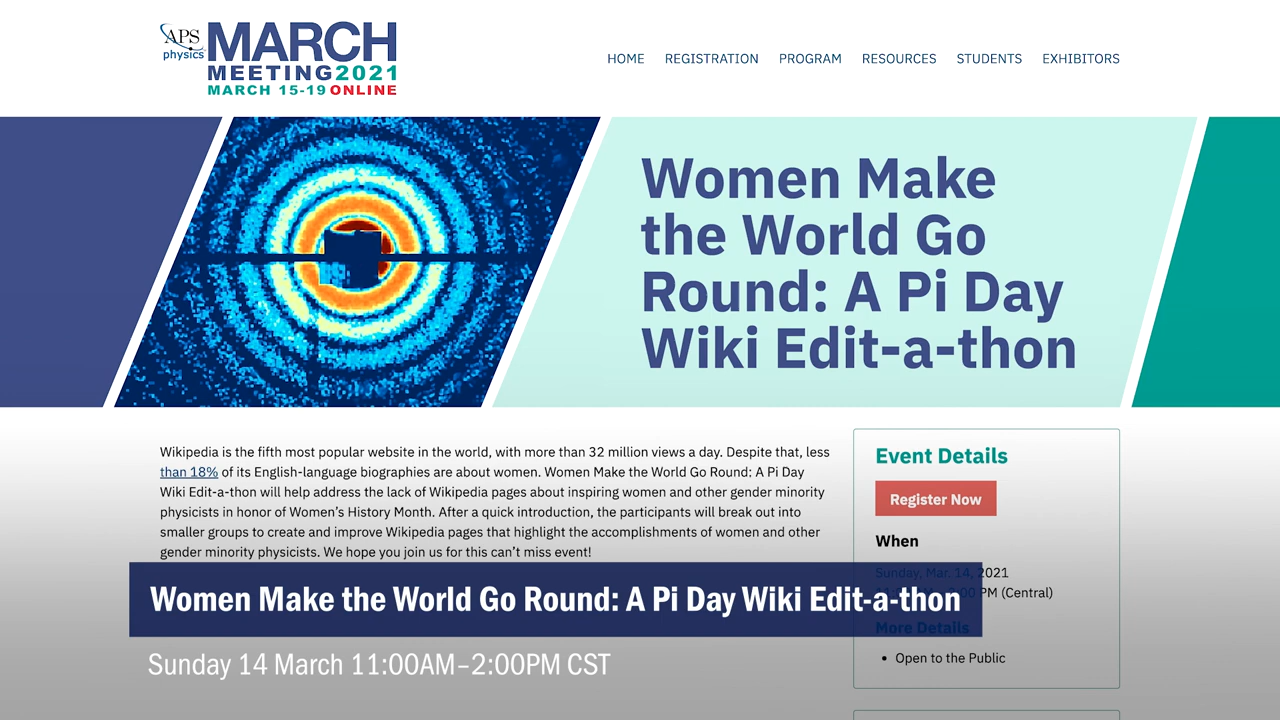 APS
physics
MARCH
MEETING 2021
MARCH 15-19 ONLINE
HOME REGISTRATION PROGRAM RESOURCES STUDENTS EXHIBITORS
Women Make
the World Go
Round: A Pi Day
Wiki Edit-a-thon
Wikipedia is the fifth most popular website in the world, with more than 32 million views a day. Despite that, less
than 18% of its English-language biographies are about women. Women Make the World Go Round: A Pi Day
Wiki Edit-a-thon will help address the lack of Wikipedia pages about inspiring women and other gender minority
physicists in honor of Women's History Month. After a quick introduction, the participants will break out into
smaller groups to create and improve Wikipedia pages that highlight the accomplishments of women and other
gender minority physicists. We hope you join us for this can't miss event!
Event Details
Register Now
When
Sunday, Mar. 14, 2021
PM (Central)
More Details
Open to the Public
Women Make the World Go Round: A Pi Day Wiki Edit-a-thon
Sunday 14 March 11:00AM–2:00PM CST